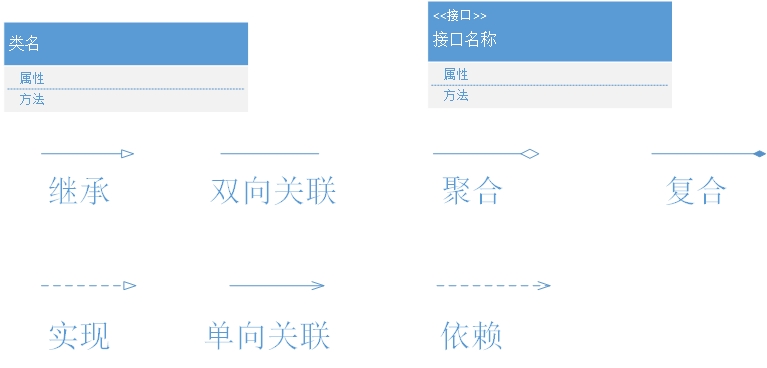 类名
属性
方法
<<接口>>
接口名称
属性
方法
继承
双向关联
聚合
复合
实现
单向关联
依赖